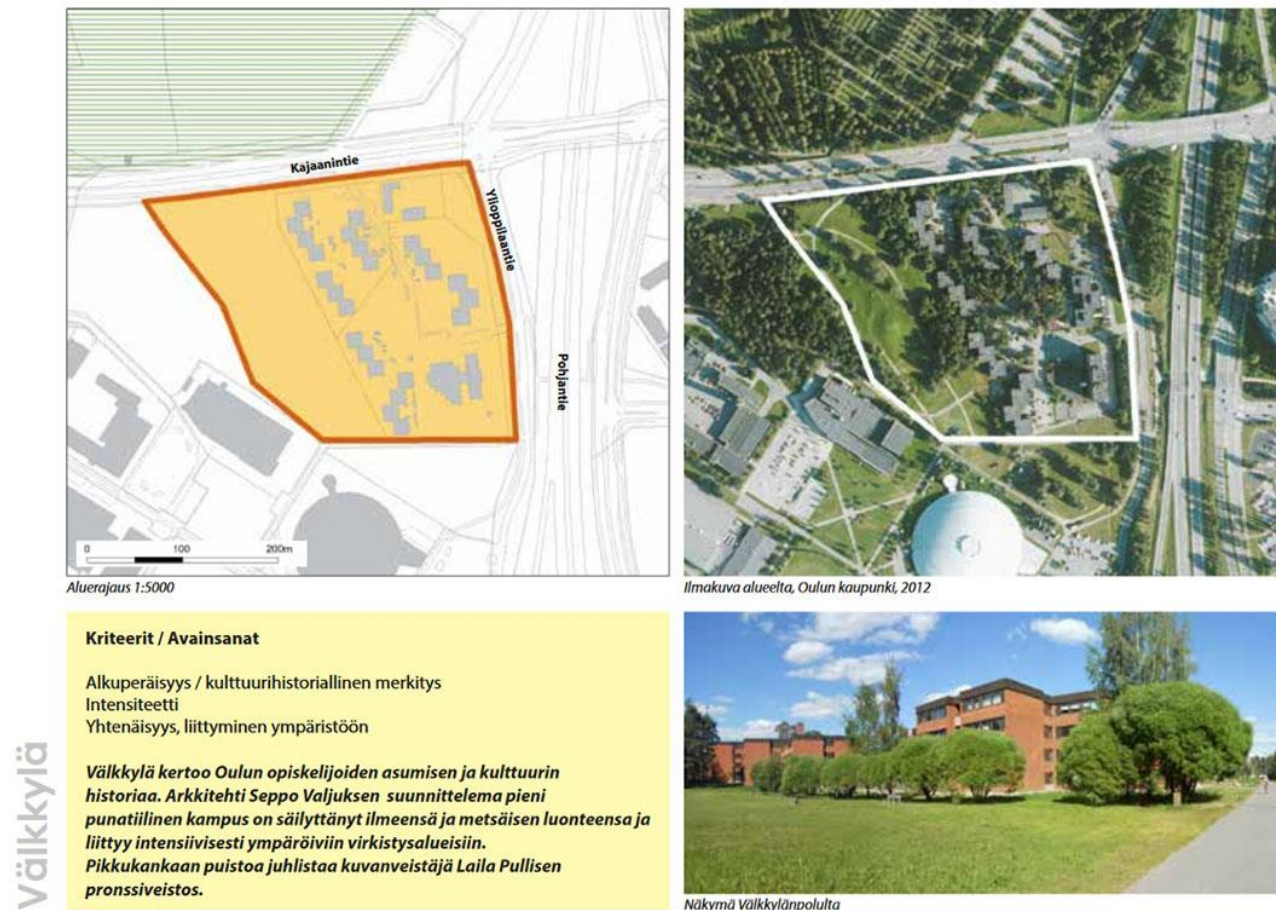 Kajaanintie
Ylioppilaantie
Pohjantie
0 100 200m
Aluerajaus 1:5000
Ilmakuva alueelta, Oulun kaupunki, 2012
Välkkylä
Kriteerit / Avainsanat
Alkuperäisyys / kulttuurihistoriallinen merkitys
Intensiteetti
Yhtenäisyys, liittyminen ympäristöön
Välkkylä kertoo Oulun opiskelijoiden asumisen ja kulttuurin
historiaa. Arkkitehti Seppo Valjuksen suunnittelema pieni
punatiilinen kampus on säilyttänyt ilmeensä ja metsäisen luonteensa ja
liittyy intensiivisesti ympäröiviin virkistysalueisiin.
Pikkukankaan puistoa juhlistaa kuvanveistäjä Laila Pullisen
pronssiveistos.
Näkymä Välkkylänpolulta